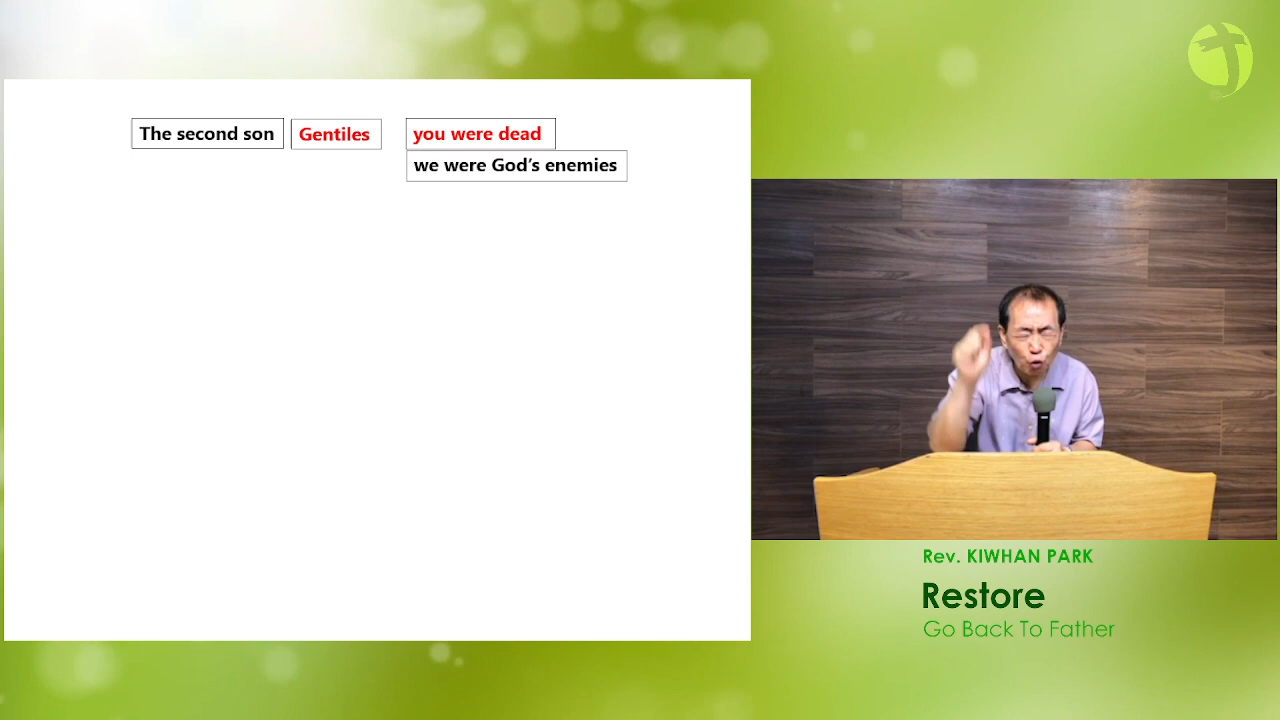 The second son
Gentiles
you were dead
we were God's enemies
Rev. KIWHAN PARK
Restore
Go Back To Father